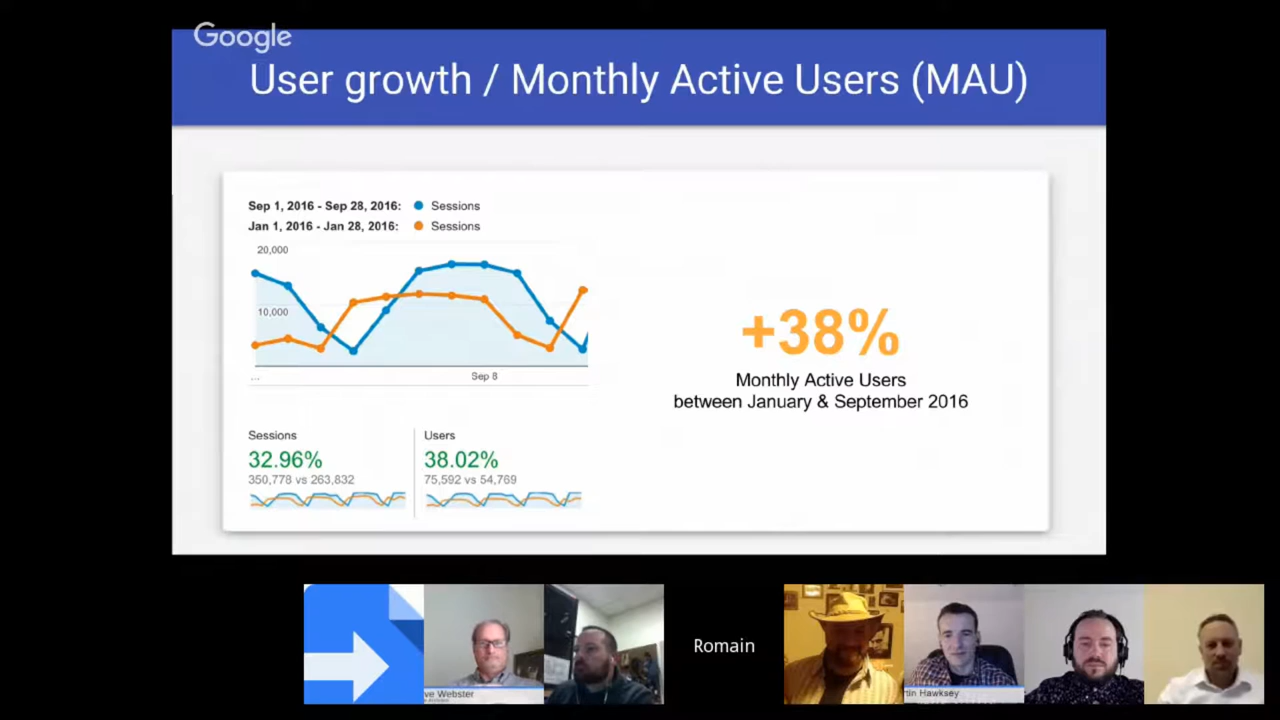 Google
User growth / Monthly Active Users (MAU)
Sep 1, 2016 - Sep 28, 2016: Sessions
Jan 1, 2016 - Jan 28, 2016: Sessions
20,000
10,000
...
Sep 8
+38%
Monthly Active Users
between January & September 2016
Sessions
32.96%
350,778 vs 263,832
Users
38.02%
75,592 vs 54,769
Romain
ve Webster
tin Hawksey